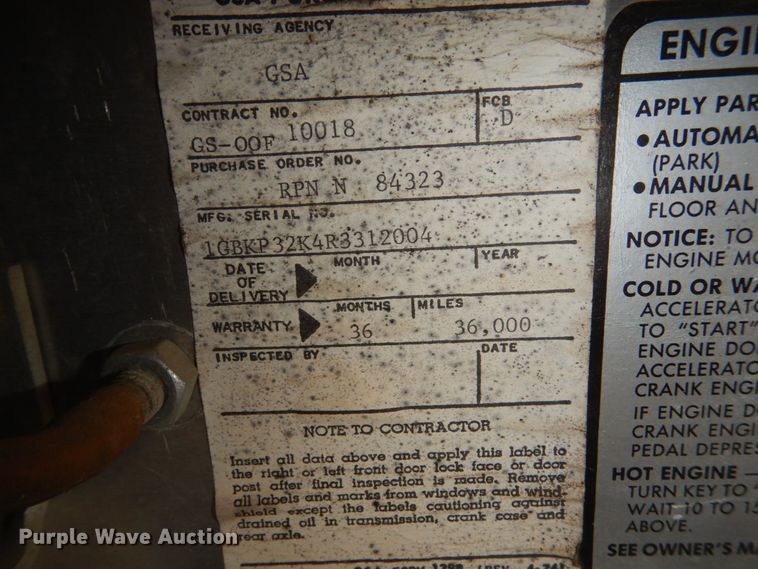 RECEIVING AGENCY
GSA
CONTRACT NO.
FCB
GS-00F 10018
D
PURCHASE ORDER NO.
RPN N 84323
MFG. SERIAL NO.
1GBKP32K4R3312004
DATE OF DELIVERY
MONTH
YEAR
WARRANTY
MONTHS
MILES
36
36,000
INSPECTED BY
DATE
NOTE TO CONTRACTOR
Insert all data above and apply this label to
the right or left front door lock face or door
post after final inspection is made. Remove
all labels and marks from windows and wind-
shield except the labels cautioning against
drained oil in transmission, crank case and
rear axle.
ENGI
APPLY PAR
• AUTOMA
(PARK)
• MANUAL
FLOOR AN
NOTICE: TO
ENGINE MO
COLD OR WA
ACCELERATO
TO "START"
ENGINE DO
ACCELERATO
CRANK ENGI
IF ENGINE DO
CRANK ENGI
PEDAL DEPRES
HOT ENGINE —
TURN KEY TO "
WAIT 10 TO 15
ABOVE.
SEE OWNER'S MA
Purple Wave Auction